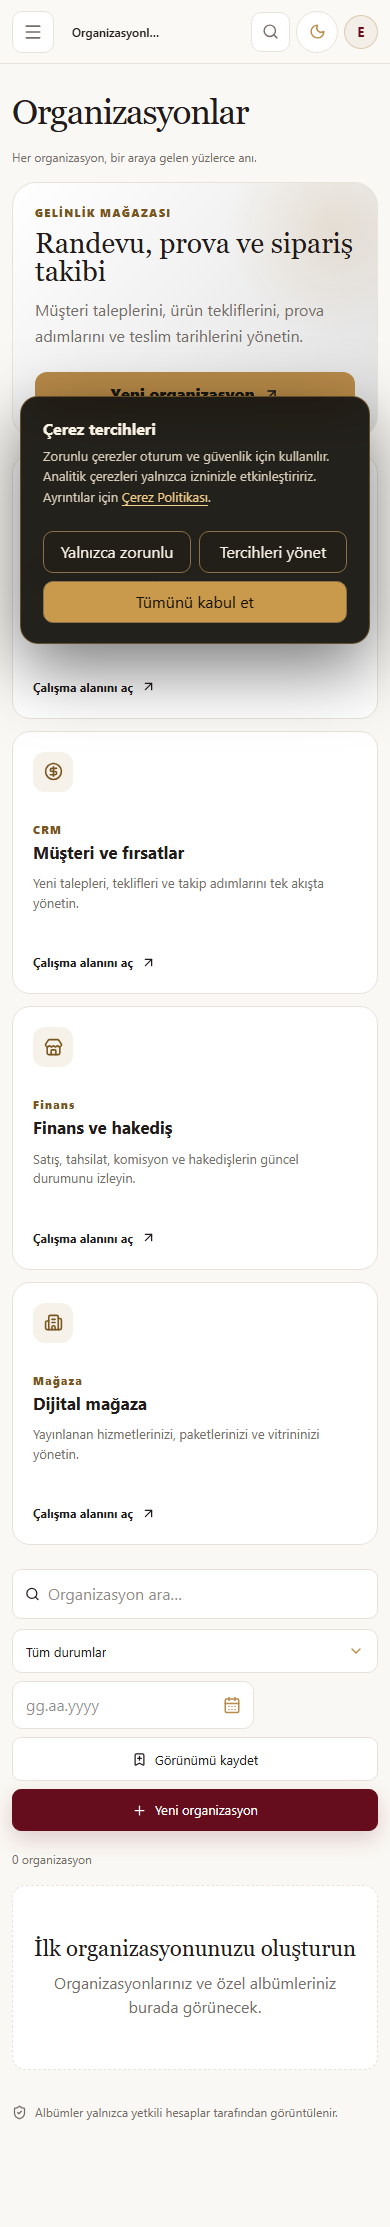 Organizasyonl...
E
Organizasyonlar
Her organizasyon, bir araya gelen yüzlerce anı.
GELİNLİK MAĞAZASI
Randevu, prova ve sipariş
takibi
Müşteri taleplerini, ürün tekliflerini, prova
adımlarını ve teslim tarihlerini yönetin.
Yeni organizasyon
Çerez tercihleri
Zorunlu çerezler oturum ve güvenlik için kullanılır.
Analitik çerezleri yalnızca izninizle etkinleştiririz.
Ayrıntılar için Çerez Politikası.
Yalnızca zorunlu
Tercihleri yönet
Tümünü kabul et
Çalışma alanını aç
CRM
Müşteri ve fırsatlar
Yeni talepleri, teklifleri ve takip adımlarını tek akışta
yönetin.
Çalışma alanını aç
Finans
Finans ve hakediş
Satış, tahsilat, komisyon ve hakedişlerin güncel
durumunu izleyin.
Çalışma alanını aç
Mağaza
Dijital mağaza
Yayınlanan hizmetlerinizi, paketlerinizi ve vitrininizi
yönetin.
Çalışma alanını aç
Organizasyon ara...
Tüm durumlar
gg.aa.yyyy
Görünümü kaydet
Yeni organizasyon
0 organizasyon
İlk organizasyonunuzu oluşturun
Organizasyonlarınız ve özel albümleriniz
burada görünecek.
Albümler yalnızca yetkili hesaplar tarafından görüntülenir.